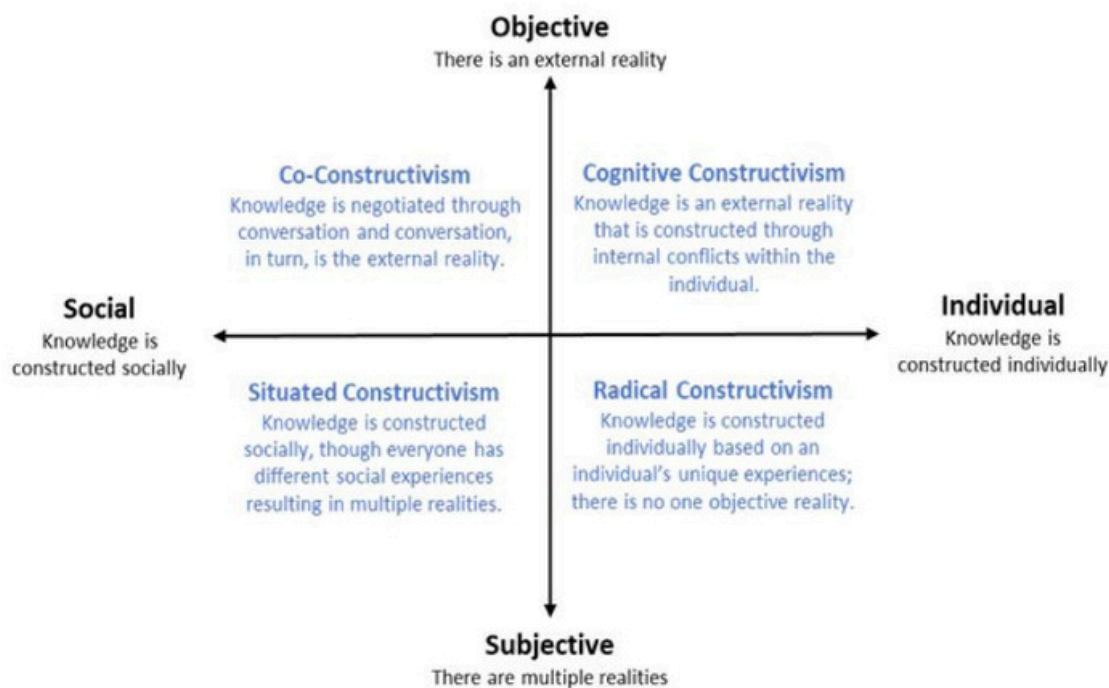 Objective
There is an external reality
Co-Constructivism
Knowledge is negotiated through
conversation and conversation,
in turn, is the external reality.
Cognitive Constructivism
Knowledge is an external reality
that is constructed through
internal conflicts within the
individual.
Social
Knowledge is
constructed socially
Individual
Knowledge is
constructed individually
Situated Constructivism
Knowledge is constructed
socially, though everyone has
different social experiences
resulting in multiple realities.
Radical Constructivism
Knowledge is constructed
individually based on an
individual’s unique experiences;
there is no one objective reality.
Subjective
There are multiple realities